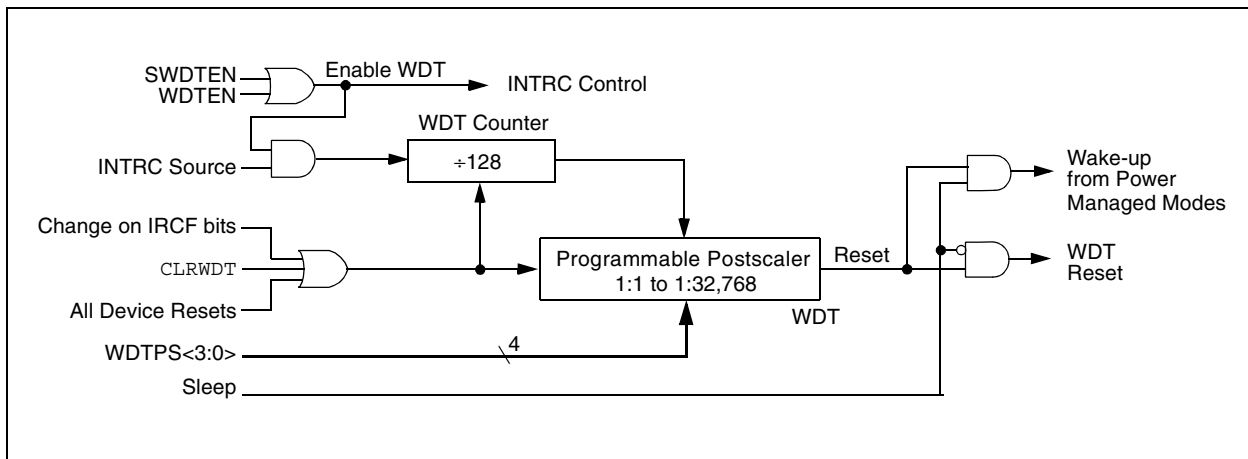 SWDTEN
WDTEN
Enable WDT
INTRC Control
WDT Counter
INTRC Source
÷128
Wake-up
from Power
Managed Modes
Change on IRCF bits
CLRWDT
All Device Resets
Programmable Postscaler
1:1 to 1:32,768
Reset
WDT
Reset
WDT
WDTPS<3:0>
4
Sleep